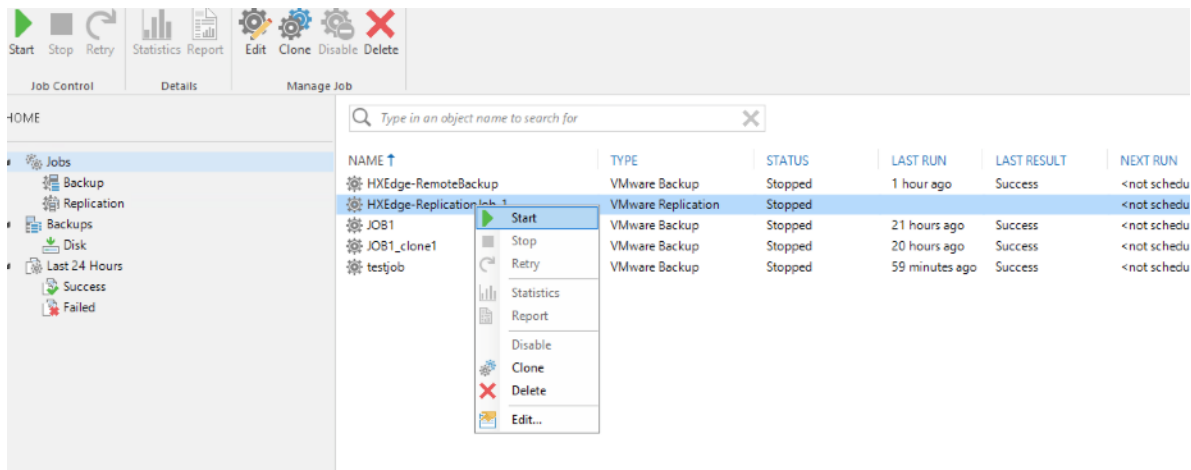 Start Stop Retry Statistics Report Edit Clone Disable Delete
Job Control Details Manage Job
HOME
Type in an object name to search for
Jobs
Backup
Replication
Backups
Disk
Last 24 Hours
Success
Failed
NAME TYPE STATUS LAST RUN LAST RESULT NEXT RUN
HXEdge-RemoteBackup VMware Backup Stopped 1 hour ago Success <not schedu
HXEdge-ReplicationJob_1 VMware Replication Stopped <not schedu
JOB1 VMware Backup Stopped 21 hours ago Success <not schedu
JOB1_clone1 VMware Backup Stopped 20 hours ago Success <not schedu
testjob VMware Backup Stopped 59 minutes ago Success <not schedu
Start
Stop
Retry
Statistics
Report
Disable
Clone
Delete
Edit...